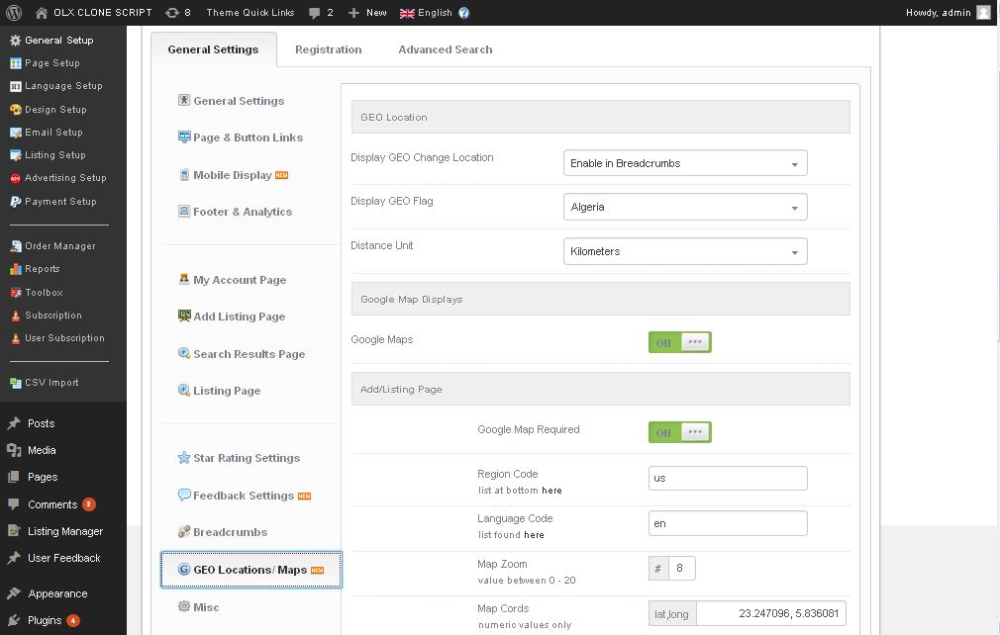 OLX CLONE SCRIPT 8 Theme Quick Links 2 New English ? Howdy, admin
General Setup
Page Setup
Language Setup
Design Setup
Email Setup
Listing Setup
Advertising Setup
Payment Setup
Order Manager
Reports
Toolbox
Subscription
User Subscription
CSV Import
Posts
Media
Pages
Comments 2
Listing Manager
User Feedback
Appearance
Plugins 4
General Settings Registration Advanced Search
General Settings
Page & Button Links
Mobile Display NEW
Footer & Analytics
My Account Page
Add Listing Page
Search Results Page
Listing Page
Star Rating Settings
Feedback Settings NEW
Breadcrumbs
GEO Locations/ Maps NEW
Misc
GEO Location
Display GEO Change Location Enable in Breadcrumbs
Display GEO Flag Algeria
Distance Unit Kilometers
Google Map Displays
Google Maps ON
Add/Listing Page
Google Map Required ON
Region Code us
list at bottom here
Language Code en
list found here
Map Zoom # 8
value between 0 - 20
Map Cords lat,long 23.247096, 5.836081
numeric values only